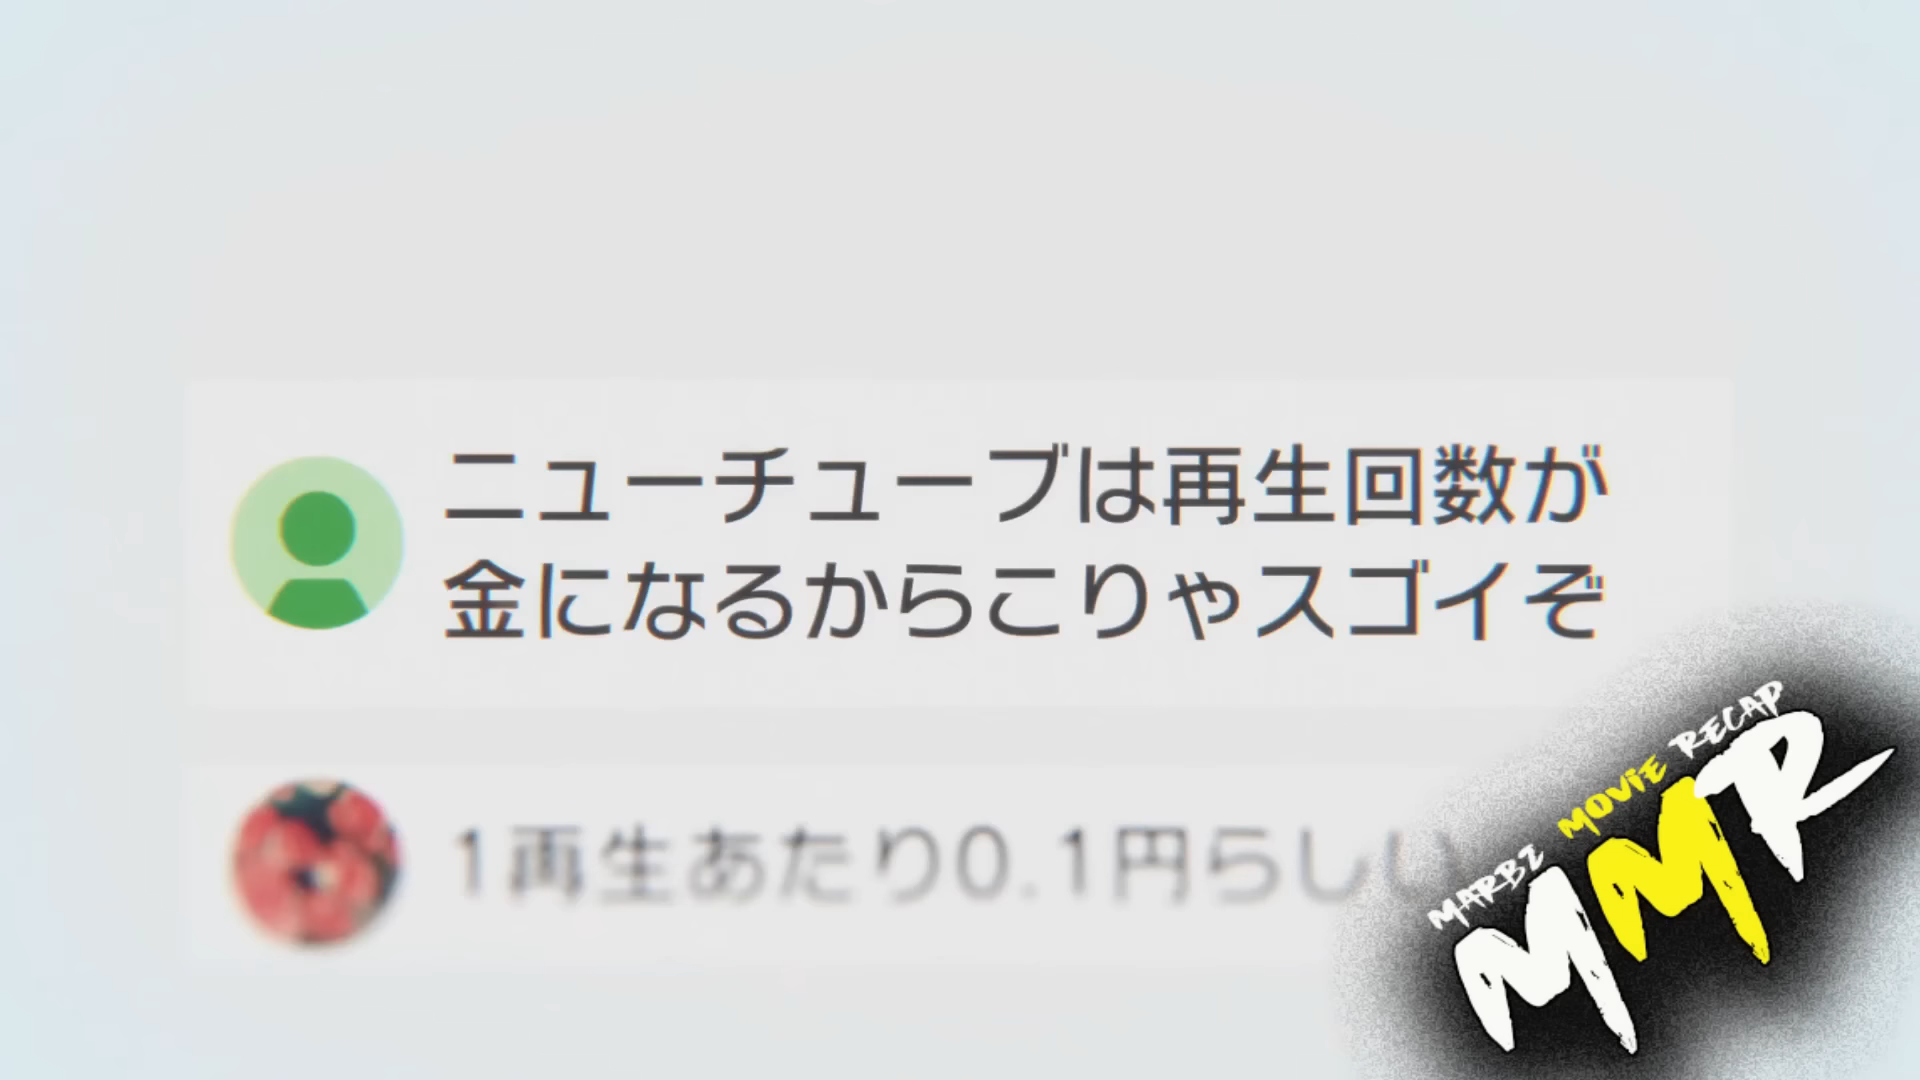 ニューチューブは再生回数が
金になるからこりゃスゴイぞ
1再生あたり0.1円らしい
MARBZ MOVIE RECAP
MMR